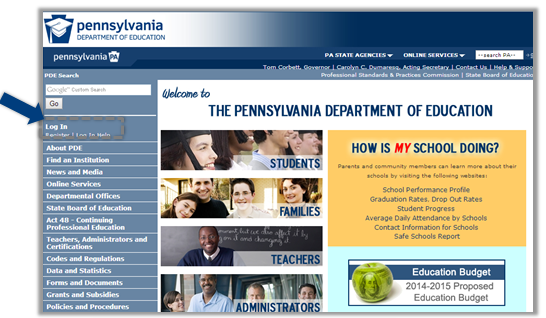 pennsylvania
DEPARTMENT OF EDUCATION
pennsylvania PA
PA STATE AGENCIES
ONLINE SERVICES
--search PA--
Tom Corbett, Governor | Carolyn C. Dumaresq, Acting Secretary | Contact Us | Help & Suppo
Professional Standards & Practices Commission | State Board of Educatio
PDE Search
Google Custom Search
Go
Log In
Register | Log In Help
About PDE
Find an Institution
News and Media
Online Services
Departmental Offices
State Board of Education
Act 48 - Continuing
Professional Education
Teachers, Administrators and
Certifications
Codes and Regulations
Data and Statistics
Forms and Documents
Grants and Subsidies
Policies and Procedures
Welcome to
THE PENNSYLVANIA DEPARTMENT OF EDUCATION
STUDENTS
FAMILIES
TEACHERS
ADMINISTRATORS
HOW IS MY SCHOOL DOING?
Parents and community members can learn more about their
schools by visiting the following websites:
School Performance Profile
Graduation Rates, Drop Out Rates
Student Progress
Average Daily Attendance by Schools
Contact Information for Schools
Safe Schools Report
Education Budget
2014-2015 Proposed
Education Budget